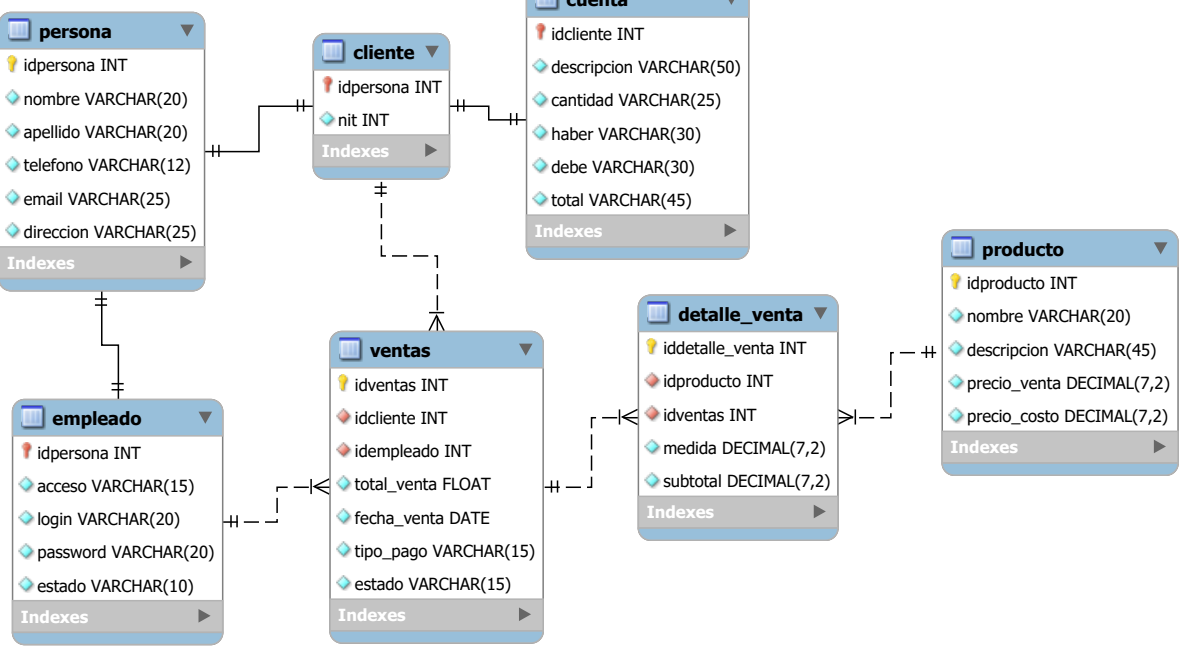 persona
idpersona INT
nombre VARCHAR(20)
apellido VARCHAR(20)
telefono VARCHAR(12)
email VARCHAR(25)
direccion VARCHAR(25)
Indexes
cliente
idpersona INT
nit INT
Indexes
cuenta
idcliente INT
descripcion VARCHAR(50)
cantidad VARCHAR(25)
haber VARCHAR(30)
debe VARCHAR(30)
total VARCHAR(45)
Indexes
producto
idproducto INT
nombre VARCHAR(20)
descripcion VARCHAR(45)
precio_venta DECIMAL(7,2)
precio_costo DECIMAL(7,2)
Indexes
detalle_venta
iddetalle_venta INT
idproducto INT
idventas INT
medida DECIMAL(7,2)
subtotal DECIMAL(7,2)
Indexes
ventas
idventas INT
idcliente INT
idempleado INT
total_venta FLOAT
fecha_venta DATE
tipo_pago VARCHAR(15)
estado VARCHAR(15)
Indexes
empleado
idpersona INT
acceso VARCHAR(15)
login VARCHAR(20)
password VARCHAR(20)
estado VARCHAR(10)
Indexes